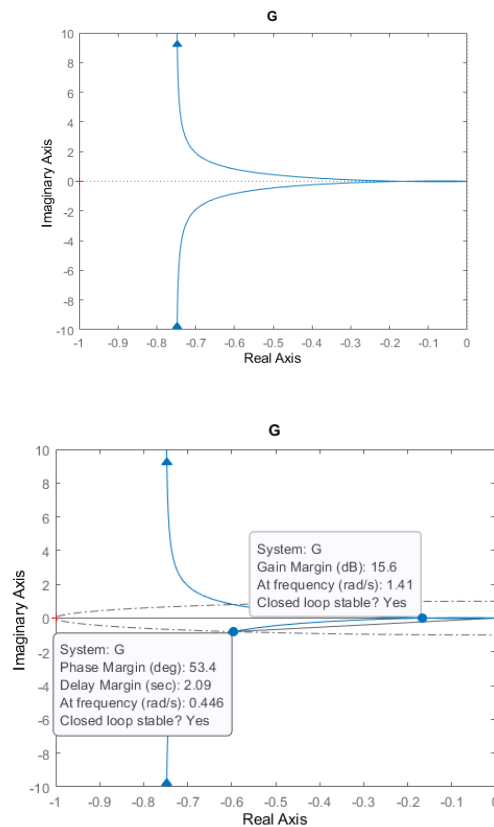 G
10
8
6
4
2
0
-2
-4
-6
-8
-10
Imaginary Axis
-1 -0.9 -0.8 -0.7 -0.6 -0.5 -0.4 -0.3 -0.2 -0.1 0
Real Axis
G
10
8
6
4
2
0
-2
-4
-6
-8
-10
Imaginary Axis
System: G
Gain Margin (dB): 15.6
At frequency (rad/s): 1.41
Closed loop stable? Yes
System: G
Phase Margin (deg): 53.4
Delay Margin (sec): 2.09
At frequency (rad/s): 0.446
Closed loop stable? Yes
-1 -0.9 -0.8 -0.7 -0.6 -0.5 -0.4 -0.3 -0.2 -0.1 0
Real Axis